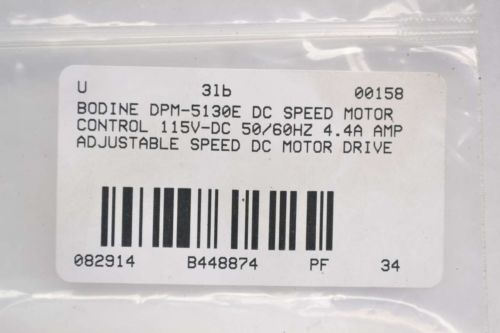 U 3lb 00158
BODINE DPM-5130E DC SPEED MOTOR
CONTROL 115V-DC 50/60HZ 4.4A AMP
ADJUSTABLE SPEED DC MOTOR DRIVE
082914 B448874 PF 34